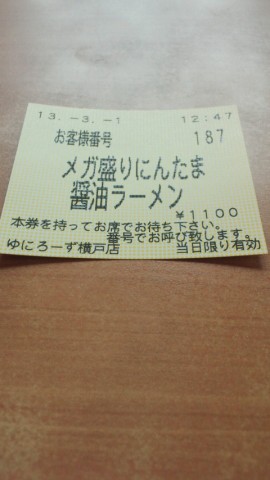 13.-3.-1 12:47
お客様番号 187
メガ盛りにんたま
醤油ラーメン
¥1100
本券を持ってお席でお待ち下さい。
番号でお呼び致します。
ゆにろーず横戸店 当日限り有効